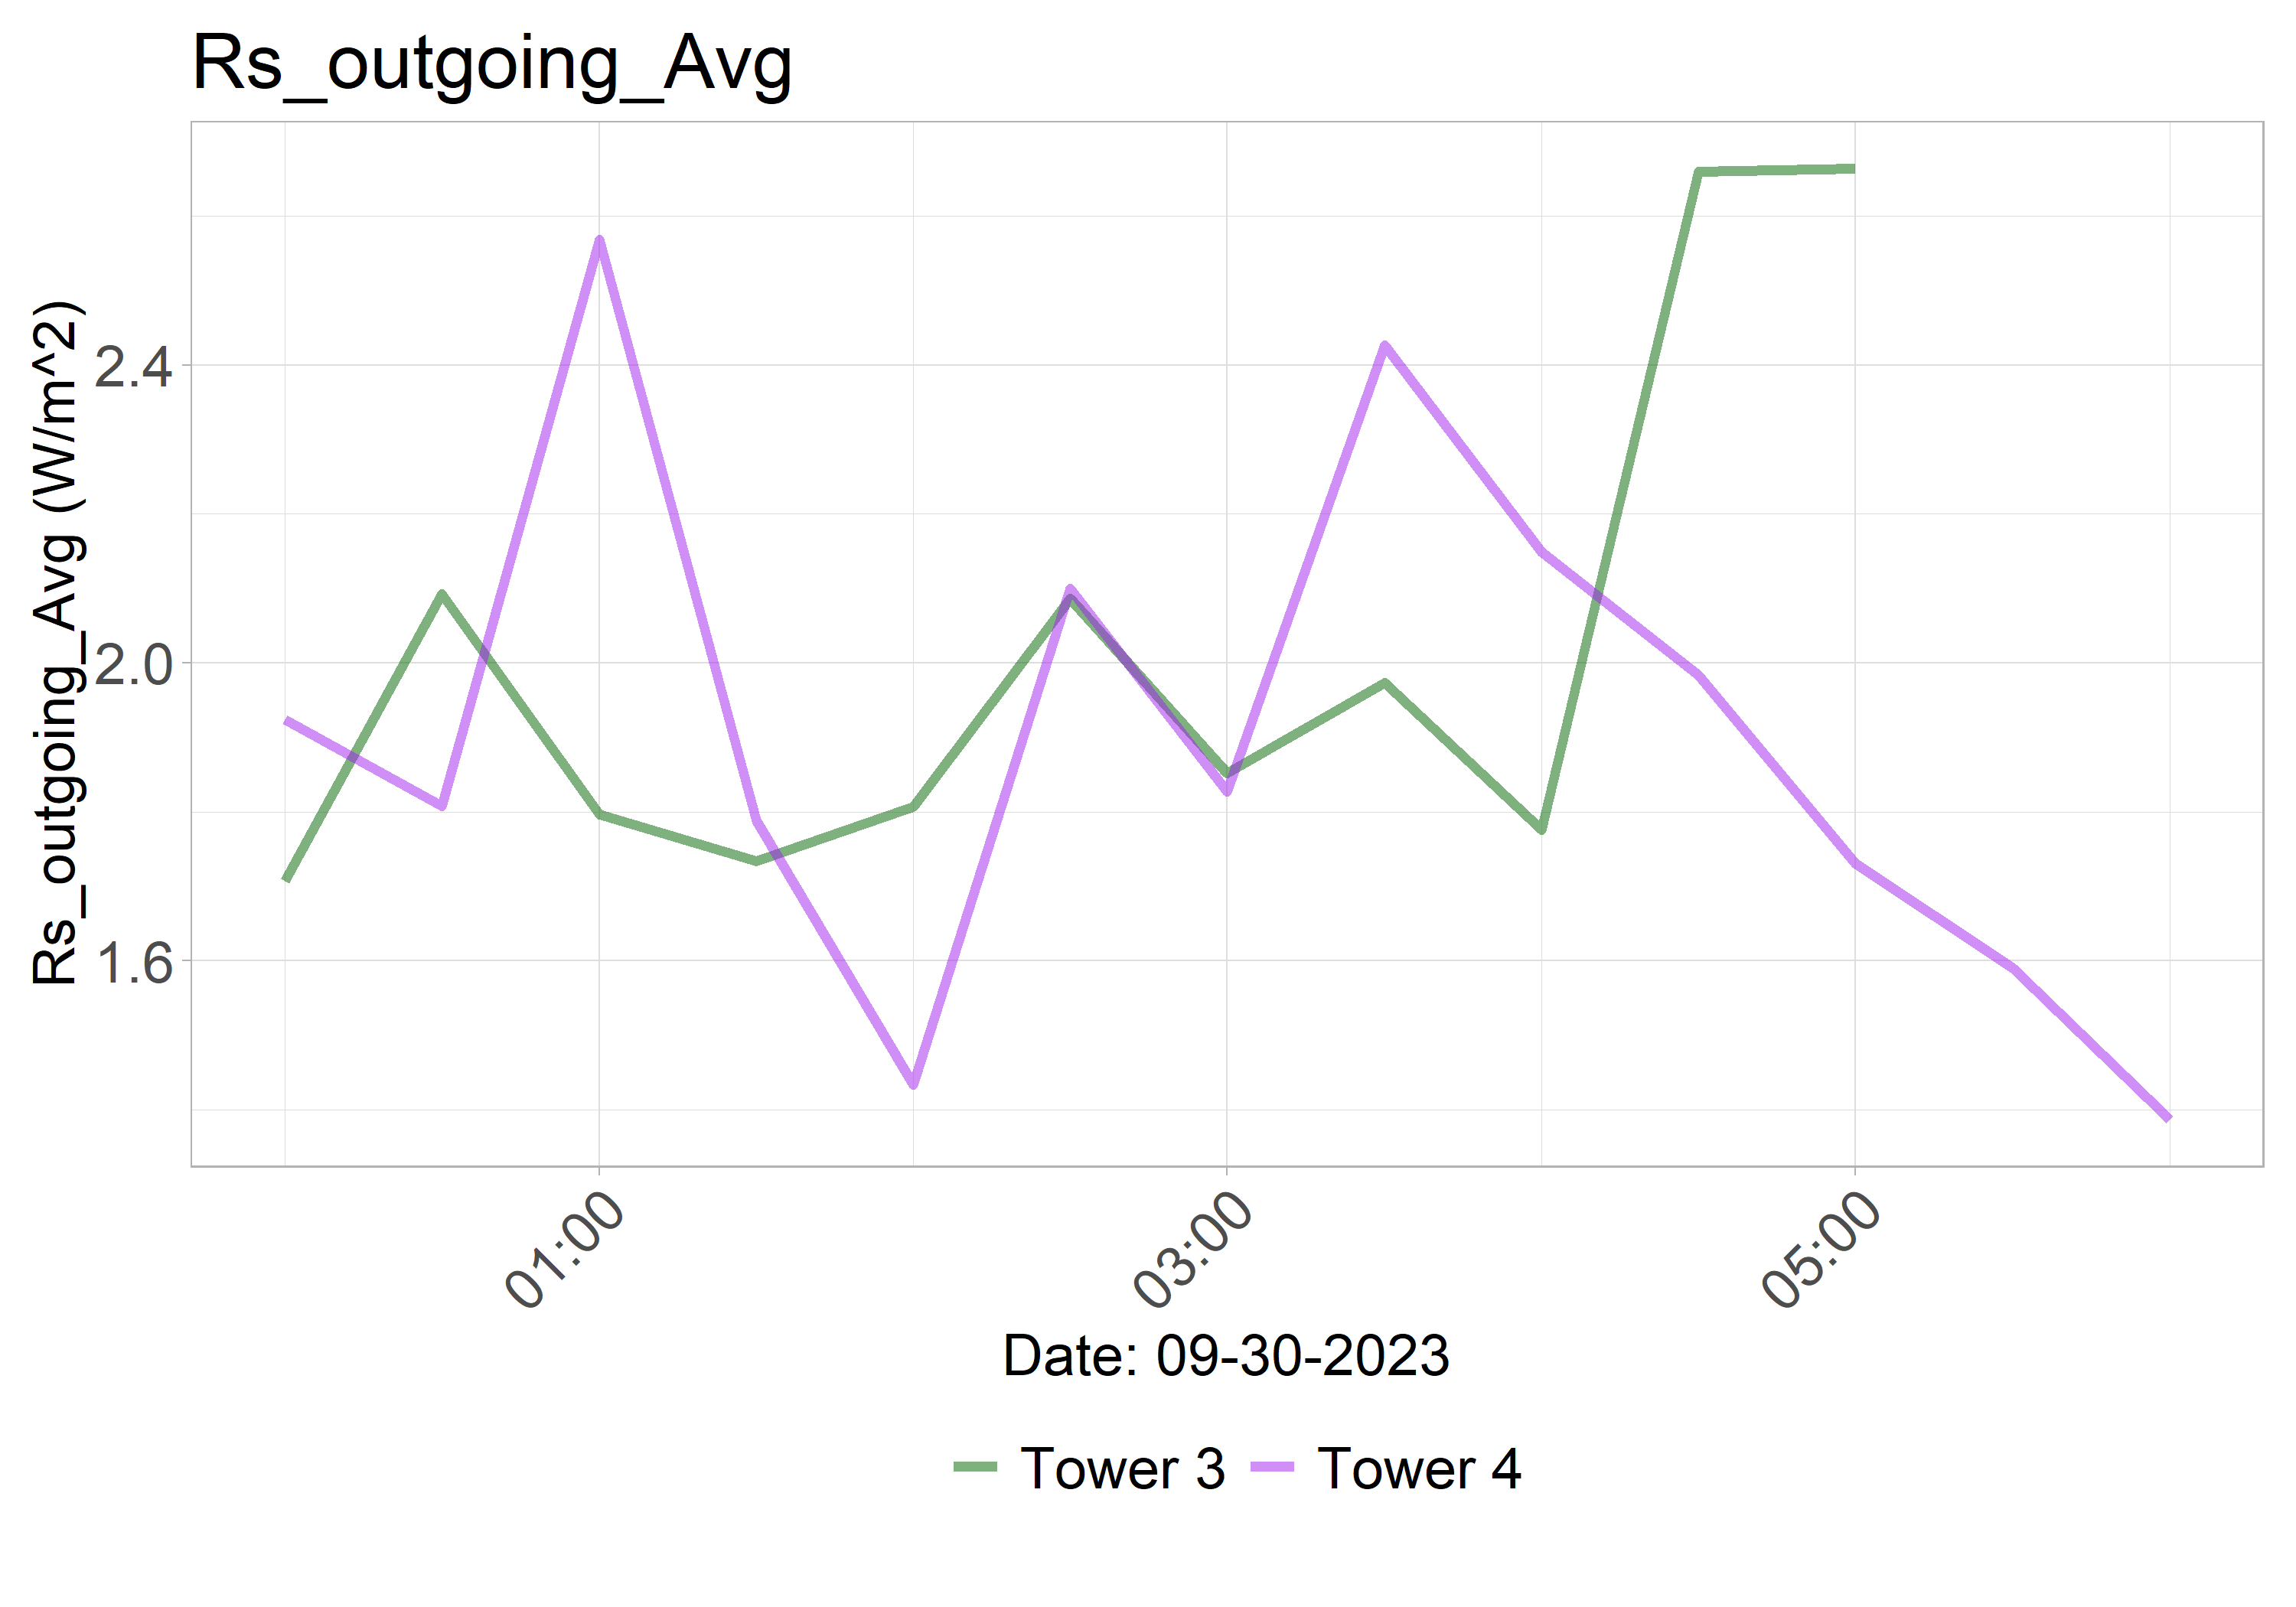 Rs_outgoing_Avg
Rs_outgoing_Avg (W/m^2)
2.4
2.0
1.6
01:00
03:00
05:00
Date: 09-30-2023
Tower 3
Tower 4